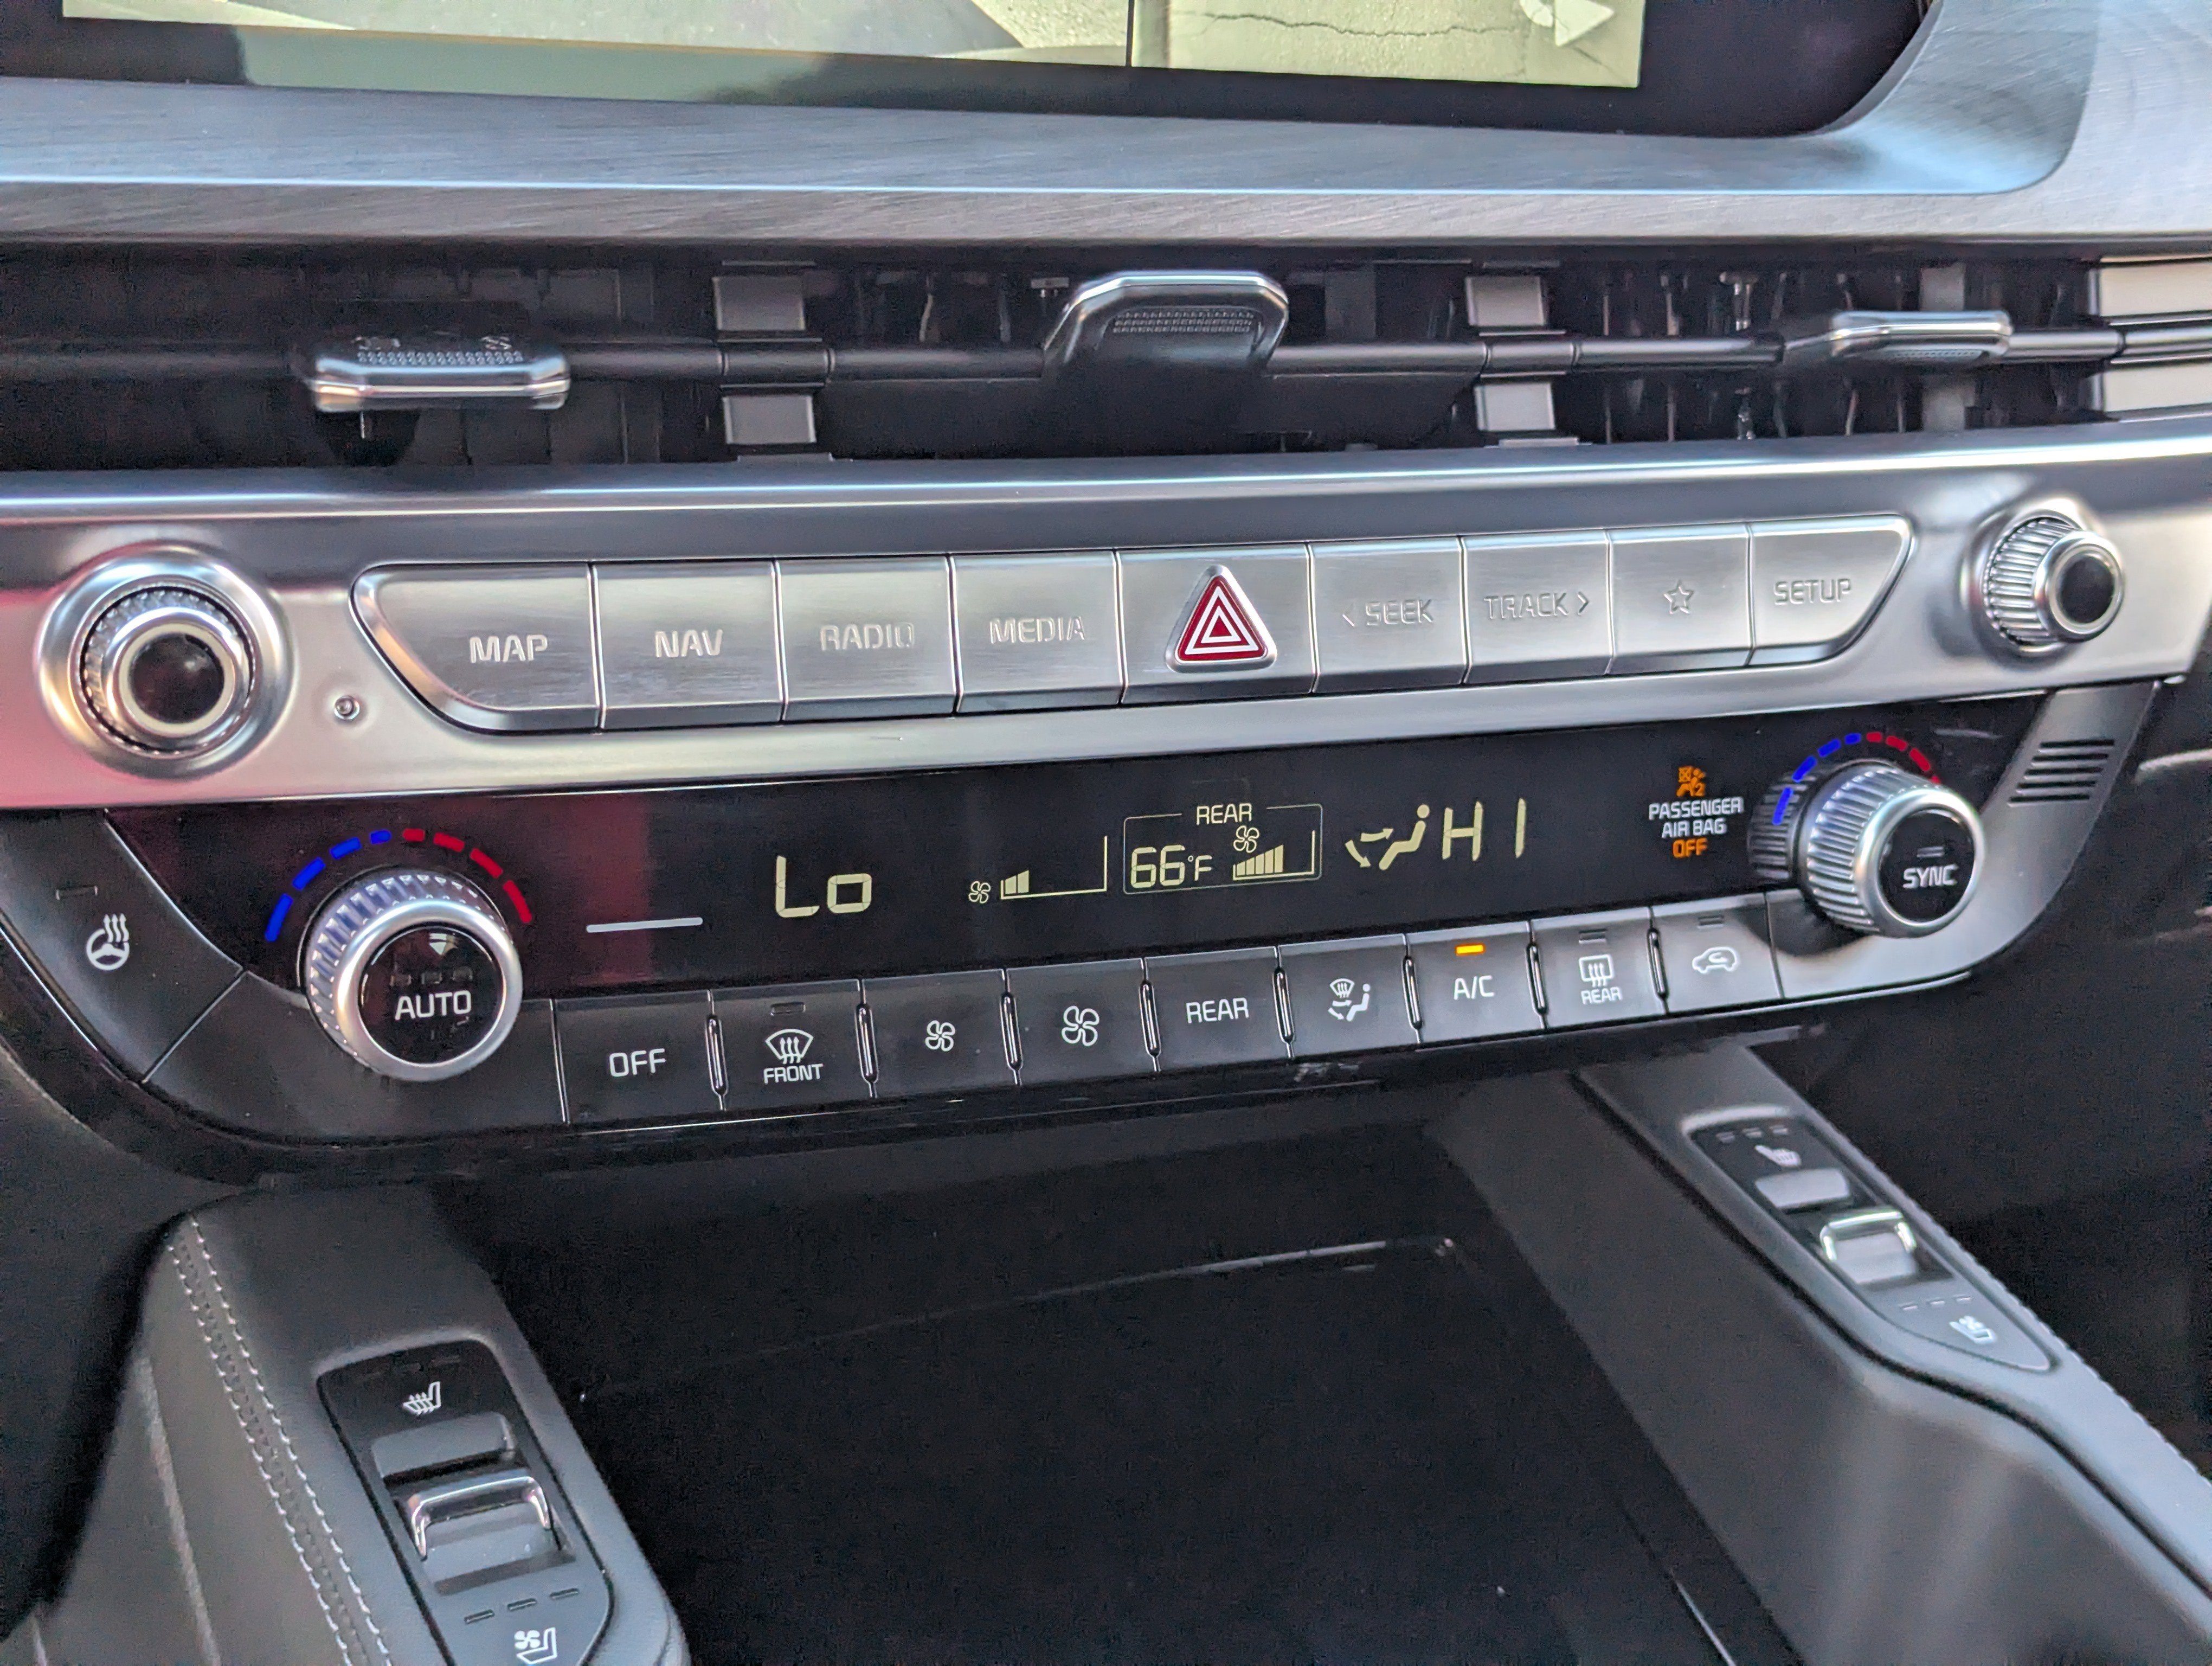 MAP NAV RADIO MEDIA < SEEK TRACK > SETUP
REAR
Lo 66°F HI
PASSENGER
AIR BAG
OFF
SYNC
AUTO
OFF
FRONT
REAR
A/C
REAR